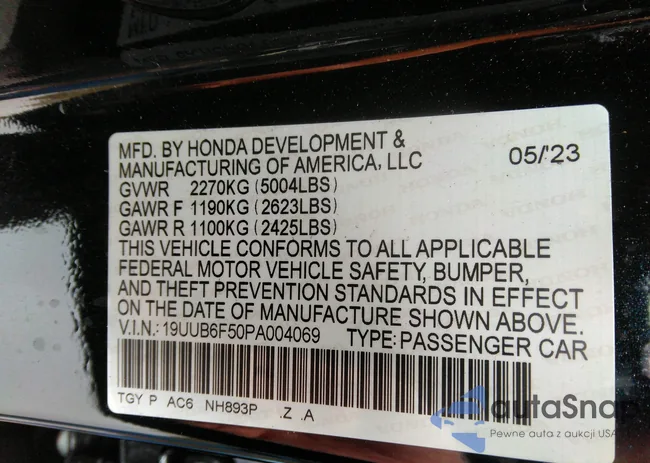 MFD. BY HONDA DEVELOPMENT &
MANUFACTURING OF AMERICA, LLC 05/'23
GVWR 2270KG (5004LBS)
GAWR F 1190KG (2623LBS)
GAWR R 1100KG (2425LBS)
THIS VEHICLE CONFORMS TO ALL APPLICABLE
FEDERAL MOTOR VEHICLE SAFETY, BUMPER,
AND THEFT PREVENTION STANDARDS IN EFFECT
ON THE DATE OF MANUFACTURE SHOWN ABOVE.
V.I.N.: 19UUB6F50PA004069 TYPE: PASSENGER CAR
TGY P AC6 NH893P .Z .A
autaSnap
Pewne auta z aukcji USA